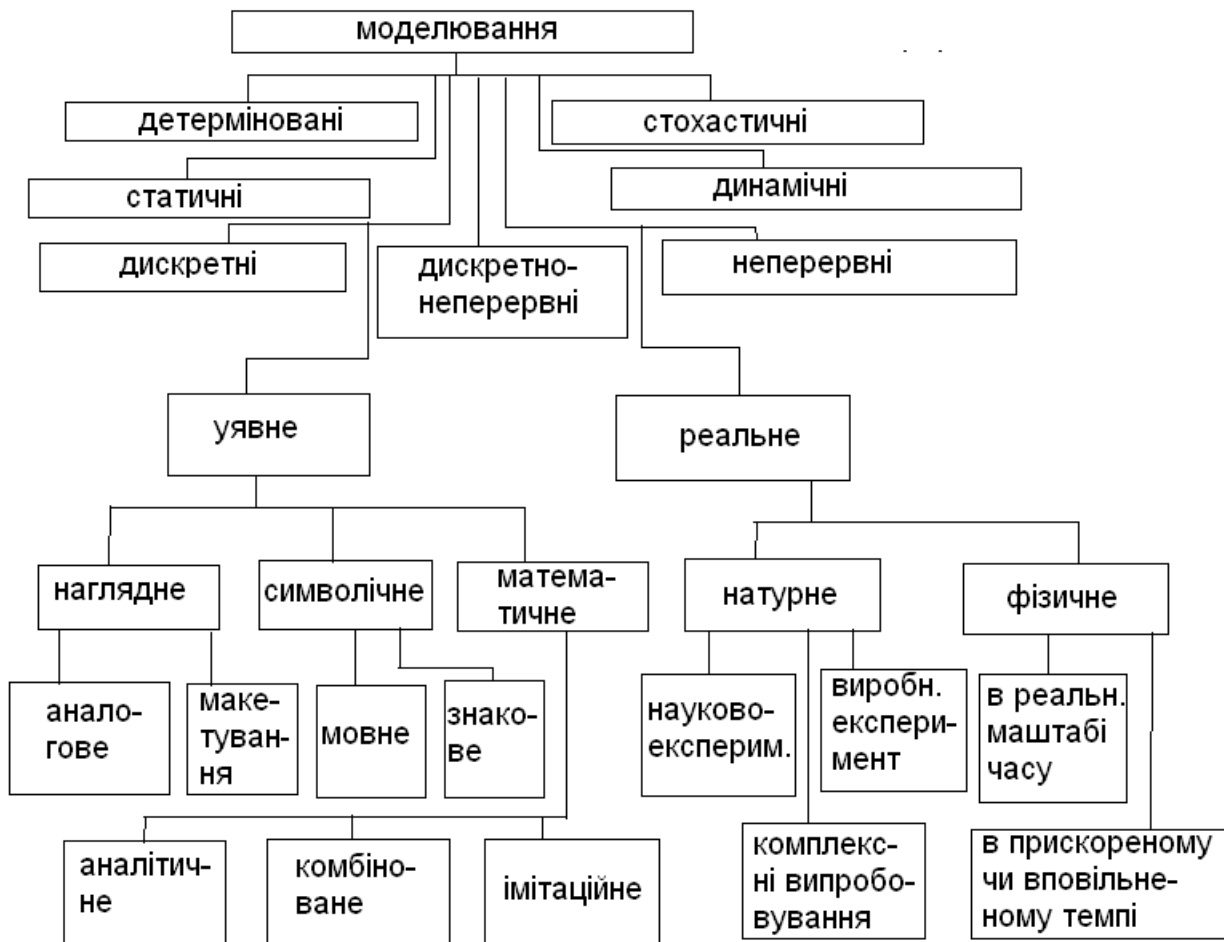 моделювання
детерміновані
стохастичні
статичні
динамічні
дискретні
дискретно-
неперервні
неперервні
уявне
реальне
наглядне
символічне
матема-
тичне
натурне
фізичне
анало-
гове
маке-
туван-
ня
мовне
знако-
ве
науково-
експерим.
виробн.
експери-
мент
в реальн.
маштабі
часу
аналітич-
не
комбіно-
ване
імітаційне
комплекс-
ні випробо-
вування
в прискореному
чи вповільне-
ному темпі